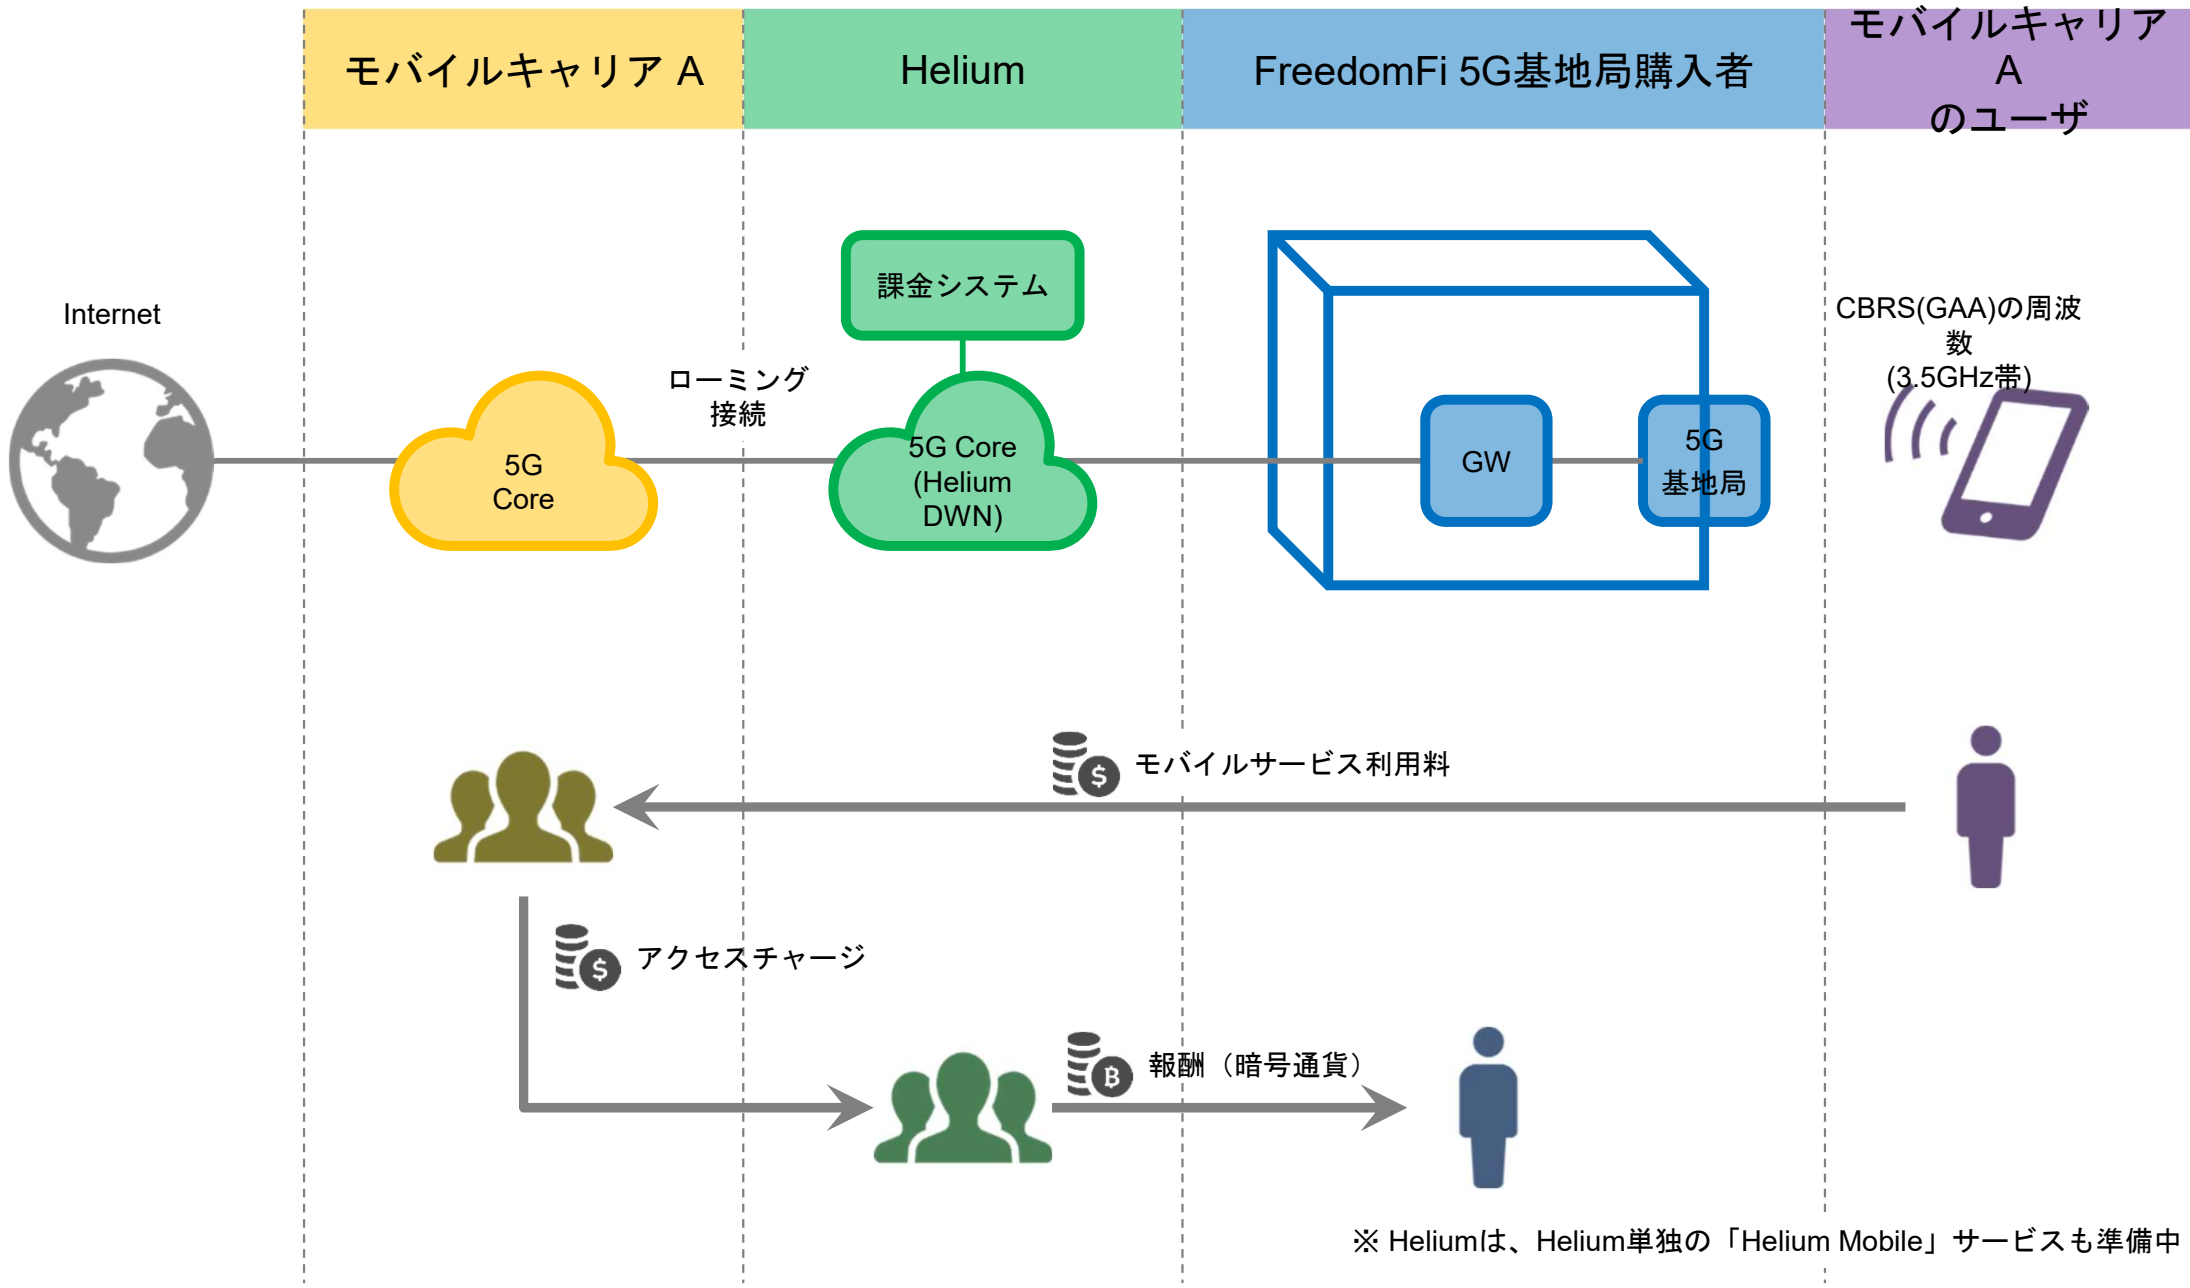 モバイルキャリア A
Helium
FreedomFi 5G基地局購入者
モバイルキャリア
A
のユーザ
Internet
課金システム
CBRS(GAA)の周波
数
(3.5GHz帯)
ローミング
接続
5G
Core
5G Core
(Helium
DWN)
GW
5G
基地局
モバイルサービス利用料
アクセスチャージ
報酬（暗号通貨）
※ Heliumは、Helium単独の「Helium Mobile」サービスも準備中